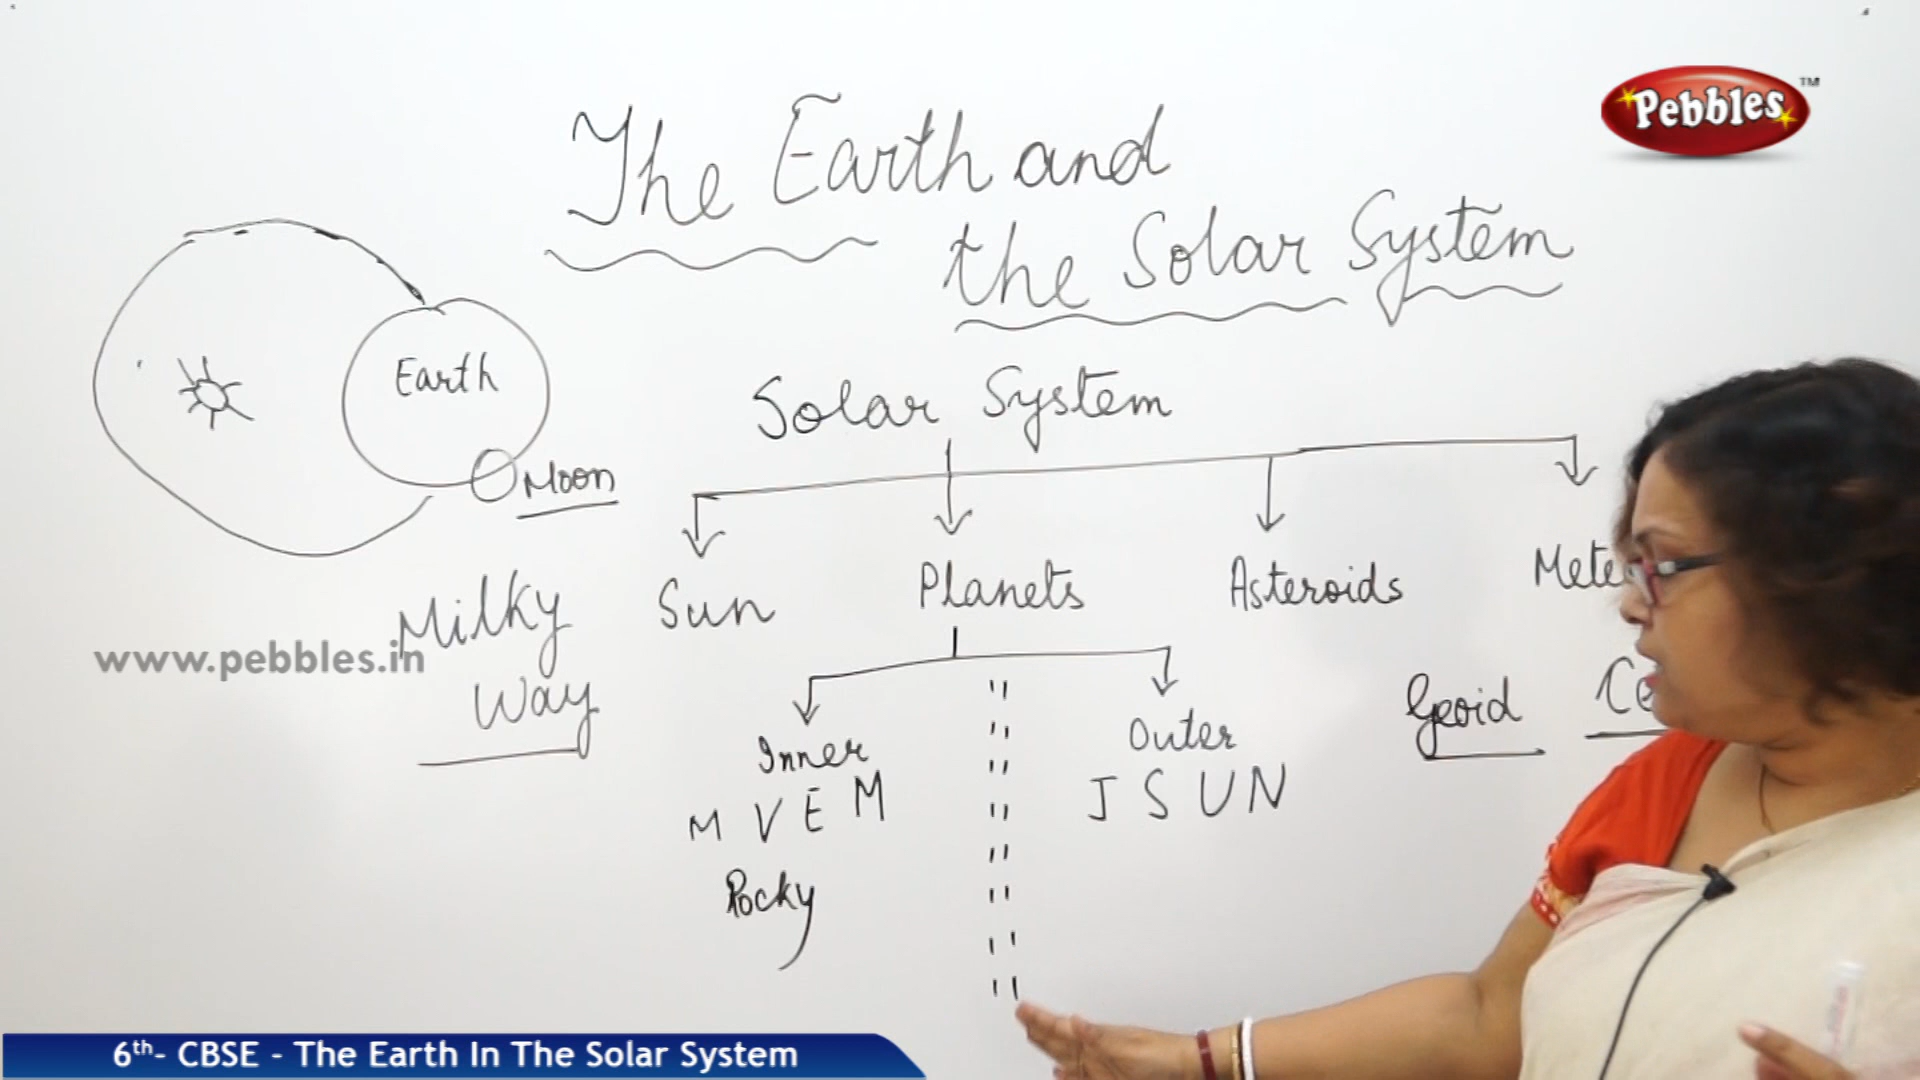 Pebbles™
The Earth and
the Solar System
Earth
Moon
Solar System
Sun Planets Asteroids
Milky
Way
www.pebbles.in
Geoid
Inner
M V E M
Rocky
Outer
J S U N
6th- CBSE - The Earth In The Solar System